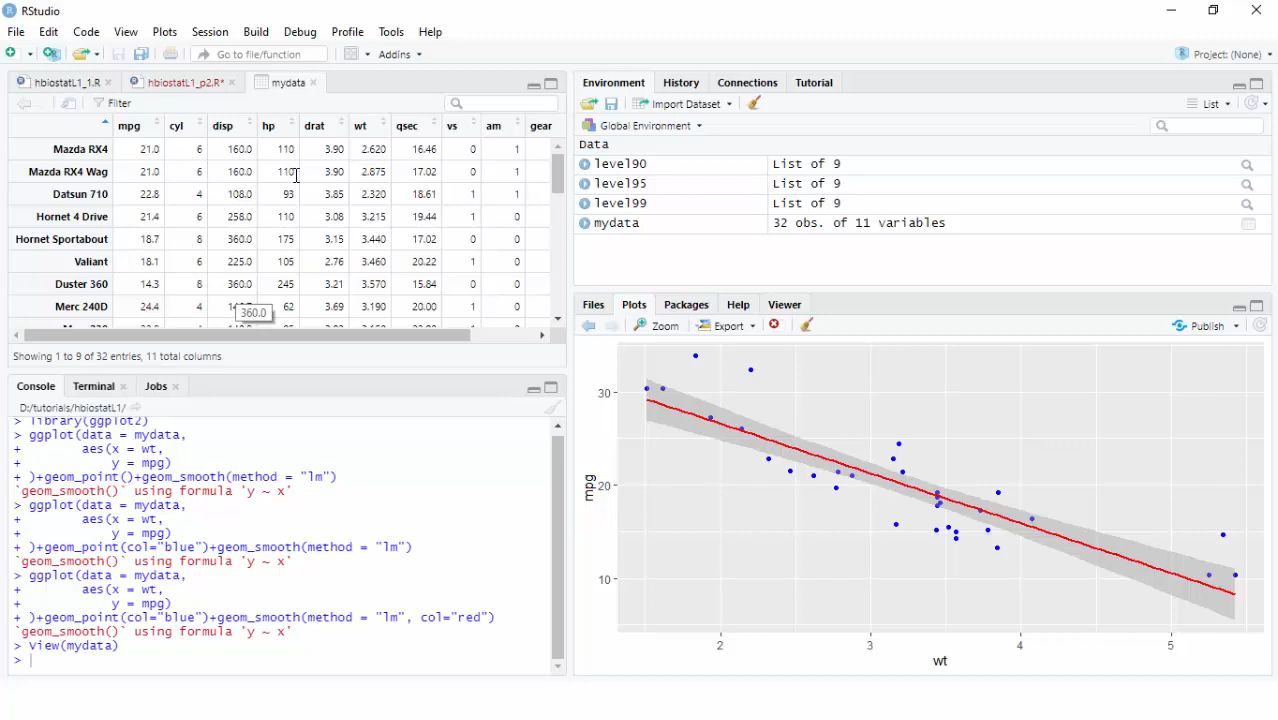 RStudio
File Edit Code View Plots Session Build Debug Profile Tools Help
Go to file/function Addins Project: (None)
hbiostatL1_1.R hbiostatL1_p2.R* mydata
Filter
mpg cyl disp hp drat wt qsec vs am gear
Mazda RX4 21.0 6 160.0 110 3.90 2.620 16.46 0 1
Mazda RX4 Wag 21.0 6 160.0 110 3.90 2.875 17.02 0 1
Datsun 710 22.8 4 108.0 93 3.85 2.320 18.61 1 1
Hornet 4 Drive 21.4 6 258.0 110 3.08 3.215 19.44 1 0
Hornet Sportabout 18.7 8 360.0 175 3.15 3.440 17.02 0 0
Valiant 18.1 6 225.0 105 2.76 3.460 20.22 1 0
Duster 360 14.3 8 360.0 245 3.21 3.570 15.84 0 0
Merc 240D 24.4 4 62 3.69 3.190 20.00 1 0
360.0
Showing 1 to 9 of 32 entries, 11 total columns
Console Terminal Jobs
D:/tutorials/hbiostatL1/
> library(ggplot2)
> ggplot(data = mydata,
+ aes(x = wt,
+ y = mpg)
+ )+geom_point()+geom_smooth(method = "lm")
`geom_smooth()` using formula 'y ~ x'
> ggplot(data = mydata,
+ aes(x = wt,
+ y = mpg)
+ )+geom_point(col="blue")+geom_smooth(method = "lm")
`geom_smooth()` using formula 'y ~ x'
> ggplot(data = mydata,
+ aes(x = wt,
+ y = mpg)
+ )+geom_point(col="blue")+geom_smooth(method = "lm", col="red")
`geom_smooth()` using formula 'y ~ x'
> View(mydata)
>
Environment History Connections Tutorial
Import Dataset List
Global Environment
Data
level90 List of 9
level95 List of 9
level99 List of 9
mydata 32 obs. of 11 variables
Files Plots Packages Help Viewer
Zoom Export Publish
30
20
10
mpg
2 3 4 5
wt